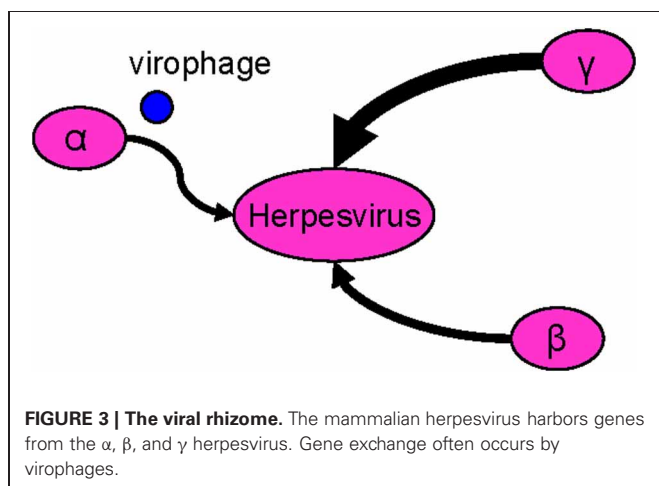 virophage
γ
α
Herpesvirus
β
FIGURE 3 | The viral rhizome. The mammalian herpesvirus harbors genes
from the α, β, and γ herpesvirus. Gene exchange often occurs by
virophages.